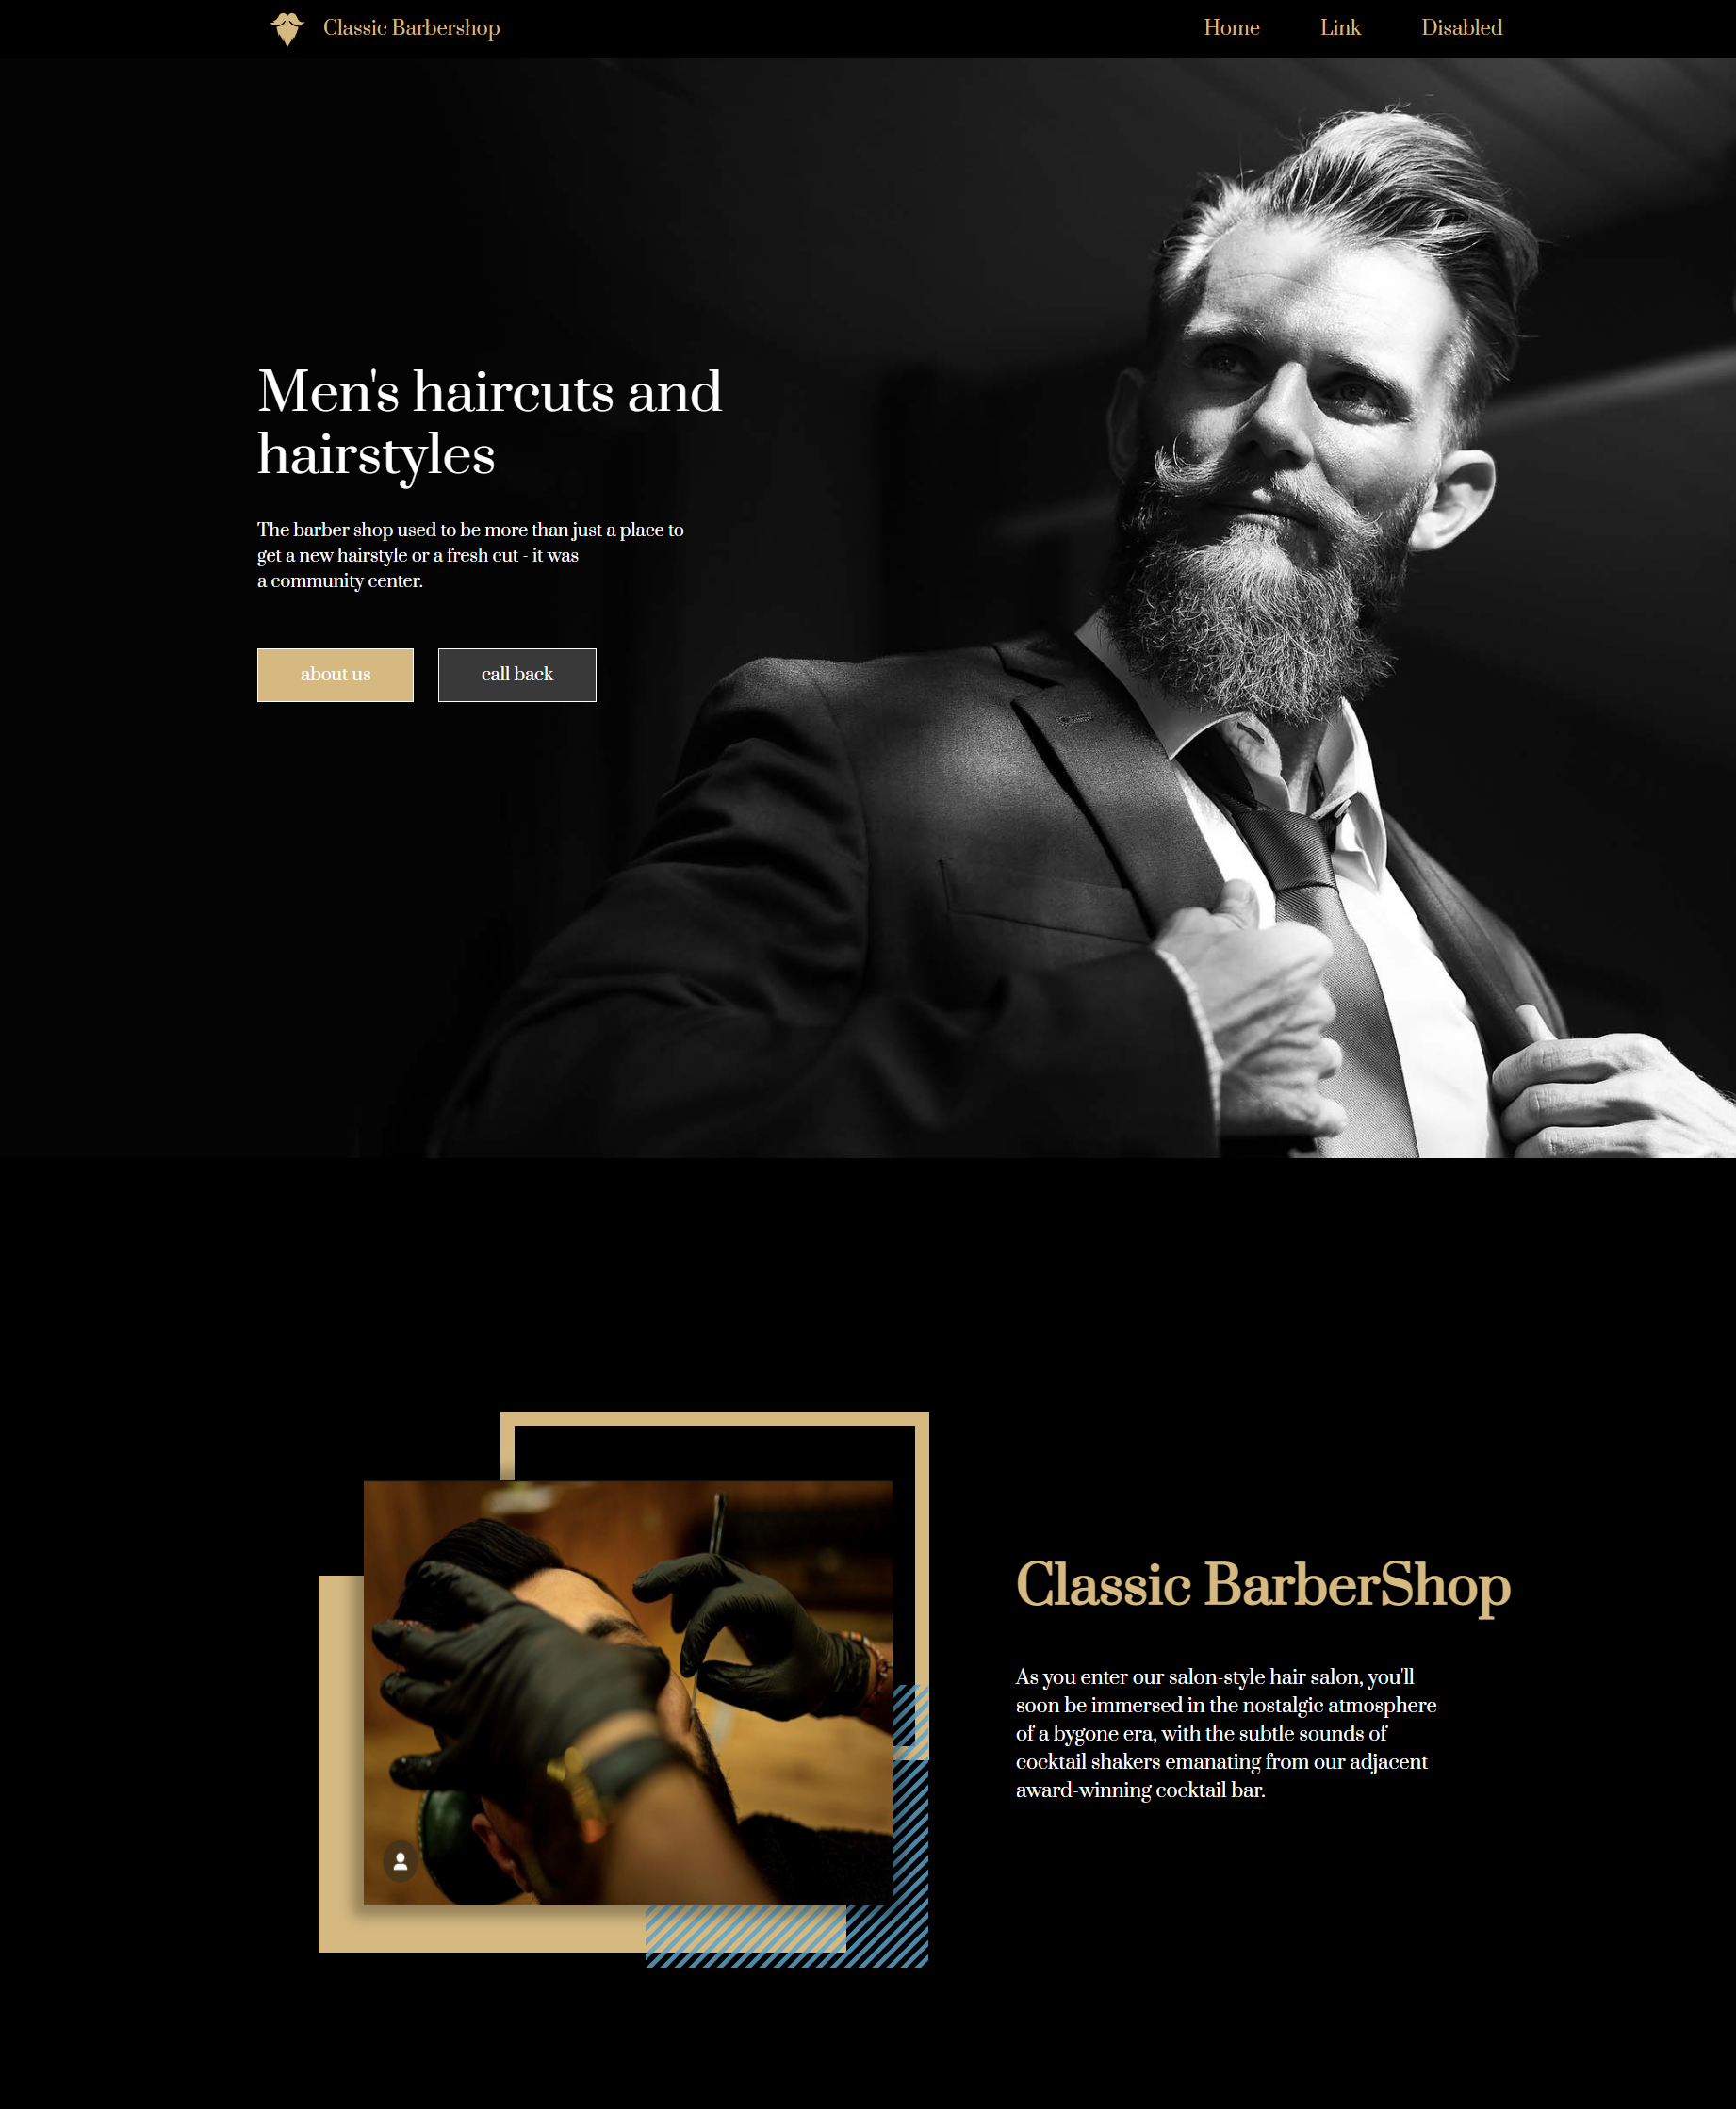 Classic Barbershop
Home Link Disabled
Men's haircuts and
hairstyles
The barber shop used to be more than just a place to
get a new hairstyle or a fresh cut - it was
a community center.
about us call back
Classic BarberShop
As you enter our salon-style hair salon, you'll
soon be immersed in the nostalgic atmosphere
of a bygone era, with the subtle sounds of
cocktail shakers emanating from our adjacent
award-winning cocktail bar.